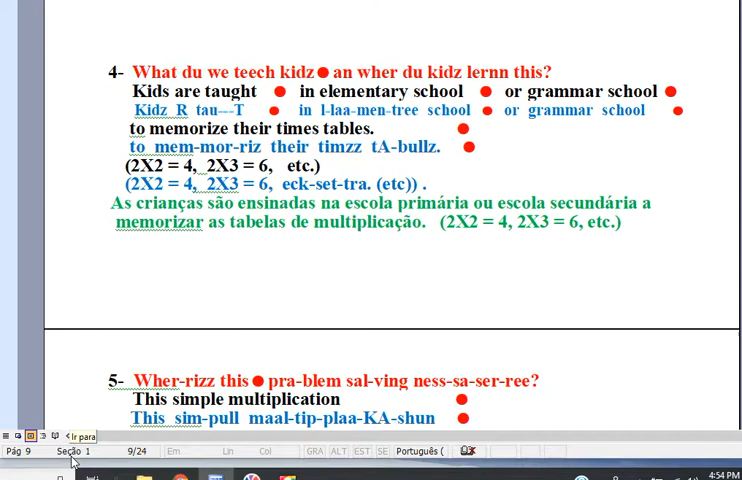 4- What du we teech kidz an wher du kidz lernn this?
Kids are taught in elementary school or grammar school
Kidz R tau---T in l-laa-men-tree school or grammar school
to memorize their times tables.
to mem-mor-riz their timzz tA-bullz.
(2X2 = 4, 2X3 = 6, etc.)
(2X2 = 4, 2X3 = 6, eck-set-tra. (etc)) .
As crianças são ensinadas na escola primária ou escola secundária a
memorizar as tabelas de multiplicação. (2X2 = 4, 2X3 = 6, etc.)
5- Wher-rizz this pra-blem sal-ving ness-sa-ser-ree?
This simple multiplication
This sim-pull maal-tip-plaa-KA-shun
Ir para
Pág 9 Seção 1 9/24 Em Lin Col GRA ALT EST SE Português (
4:54 PM